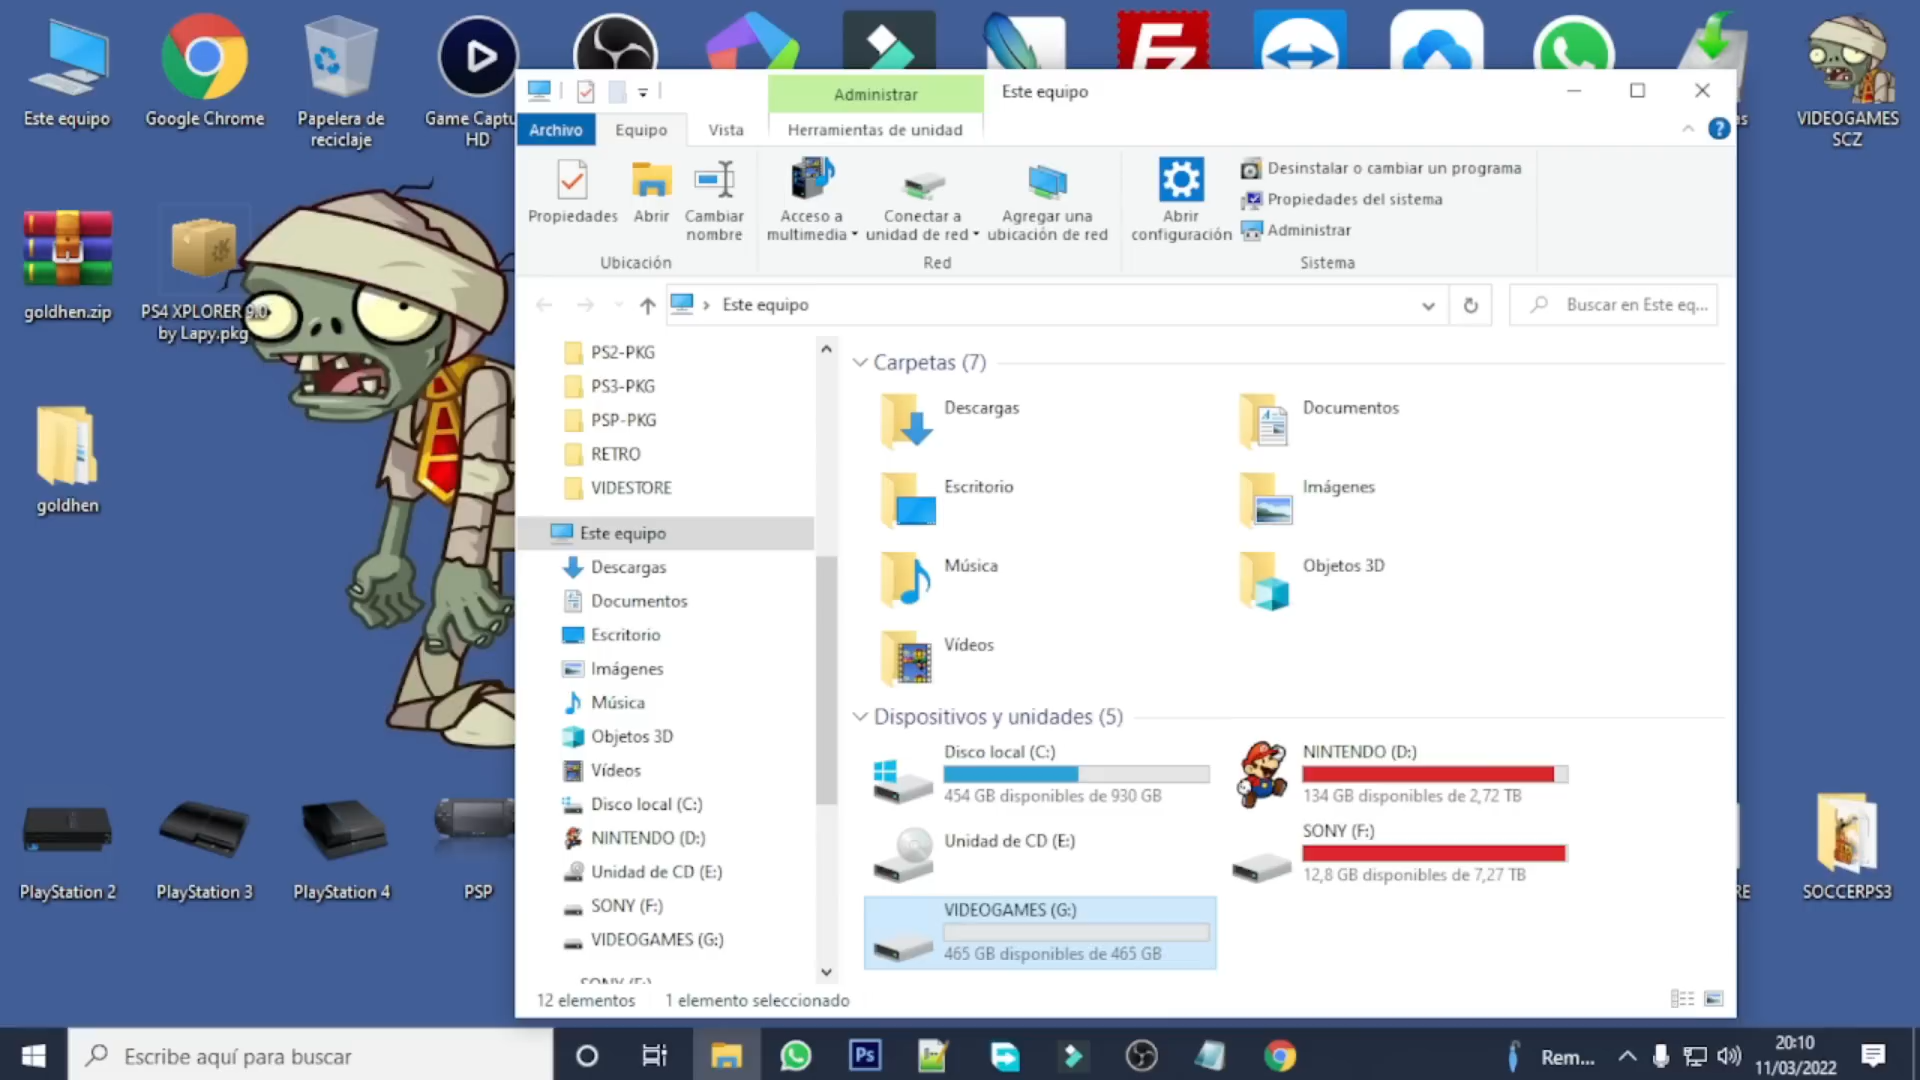 Este equipo
Google Chrome
Papelera de
reciclaje
Game Captu
HD
VIDEOGAMES
SCZ
goldhen.zip
PS4 XPLORER 9.0
by Lapy.pkg
goldhen
PlayStation 2
PlayStation 3
PlayStation 4
PSP
SOCCERPS3
RE
as
Administrar
Este equipo
Archivo
Equipo
Vista
Herramientas de unidad
?
Propiedades
Abrir
Cambiar
nombre
Ubicación
Acceso a
multimedia
Conectar a
unidad de red
Agregar una
ubicación de red
Red
Abrir
configuración
Desinstalar o cambiar un programa
Propiedades del sistema
Administrar
Sistema
Este equipo
Buscar en Este eq...
PS2-PKG
PS3-PKG
PSP-PKG
RETRO
VIDESTORE
Este equipo
Descargas
Documentos
Escritorio
Imágenes
Música
Objetos 3D
Vídeos
Disco local (C:)
NINTENDO (D:)
Unidad de CD (E:)
SONY (F:)
VIDEOGAMES (G:)
SONY (F:)
Carpetas (7)
Descargas
Documentos
Escritorio
Imágenes
Música
Objetos 3D
Vídeos
Dispositivos y unidades (5)
Disco local (C:)
454 GB disponibles de 930 GB
NINTENDO (D:)
134 GB disponibles de 2,72 TB
Unidad de CD (E:)
SONY (F:)
12,8 GB disponibles de 7,27 TB
VIDEOGAMES (G:)
465 GB disponibles de 465 GB
12 elementos
1 elemento seleccionado
Escribe aquí para buscar
Ps
Rem...
20:10
11/03/2022